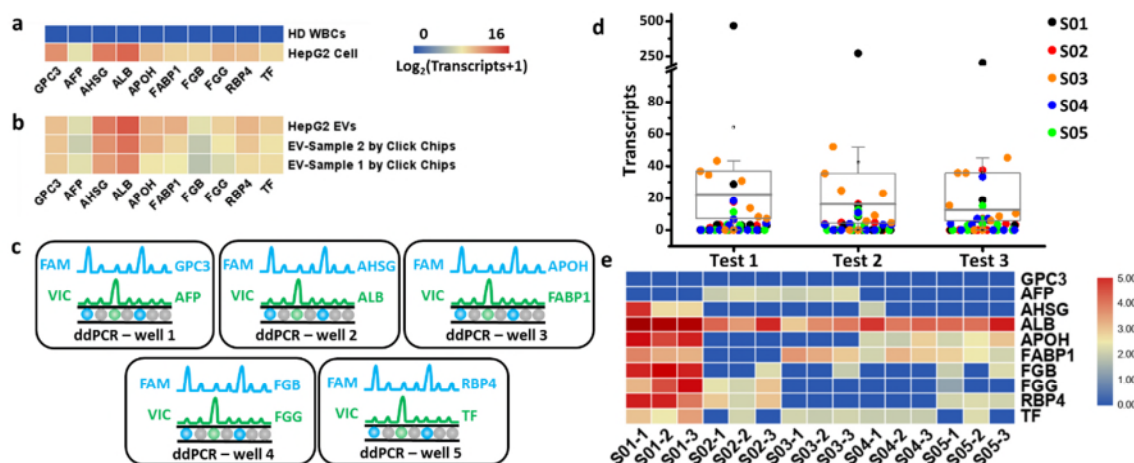 a
HD WBCs
HepG2 Cell
GPC3 AFP AHSG ALB APOH FABP1 FGB FGG RBP4 TF
0 16
Log₂(Transcripts+1)
b
HepG2 EVs
EV-Sample 2 by Click Chips
EV-Sample 1 by Click Chips
GPC3 AFP AHSG ALB APOH FABP1 FGB FGG RBP4 TF
c
FAM GPC3
VIC AFP
ddPCR – well 1
FAM AHSG
VIC ALB
ddPCR – well 2
FAM APOH
VIC FABP1
ddPCR – well 3
FAM FGB
VIC FGG
ddPCR – well 4
FAM RBP4
VIC TF
ddPCR – well 5
d
Transcripts
500
250
80
60
40
20
0
Test 1 Test 2 Test 3
S01
S02
S03
S04
S05
e
GPC3
AFP
AHSG
ALB
APOH
FABP1
FGB
FGG
RBP4
TF
S01-1 S01-2 S01-3 S02-1 S02-2 S02-3 S03-1 S03-2 S03-3 S04-1 S04-2 S04-3 S05-1 S05-2 S05-3
5.00
4.00
3.00
2.00
1.00
0.00